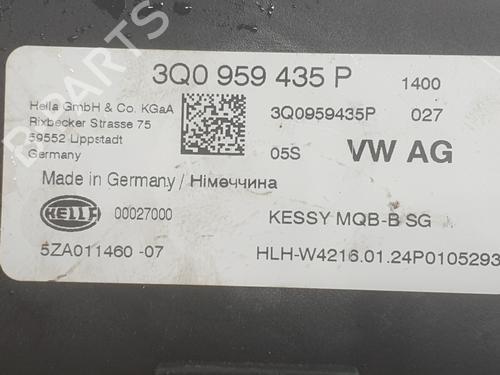 3Q0 959 435 P 1400
Hella GmbH & Co. KGaA
Rixbecker Strasse 75
59552 Lippstadt
Germany
3Q0959435P 027
05S VW AG
Made in Germany / Німеччина
HELLA 00027000 KESSY MQB-B SG
5ZA011460 -07 HLH-W4216.01.24P0105293
B PARTS